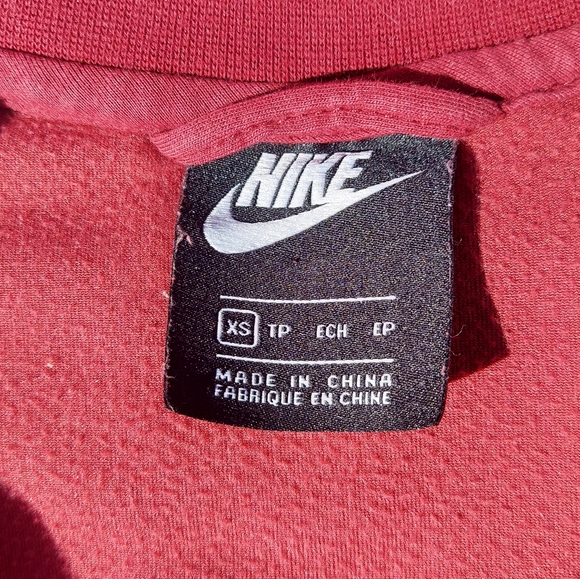 NIKE
XS TP ECH EP
MADE IN CHINA
FABRIQUE EN CHINE